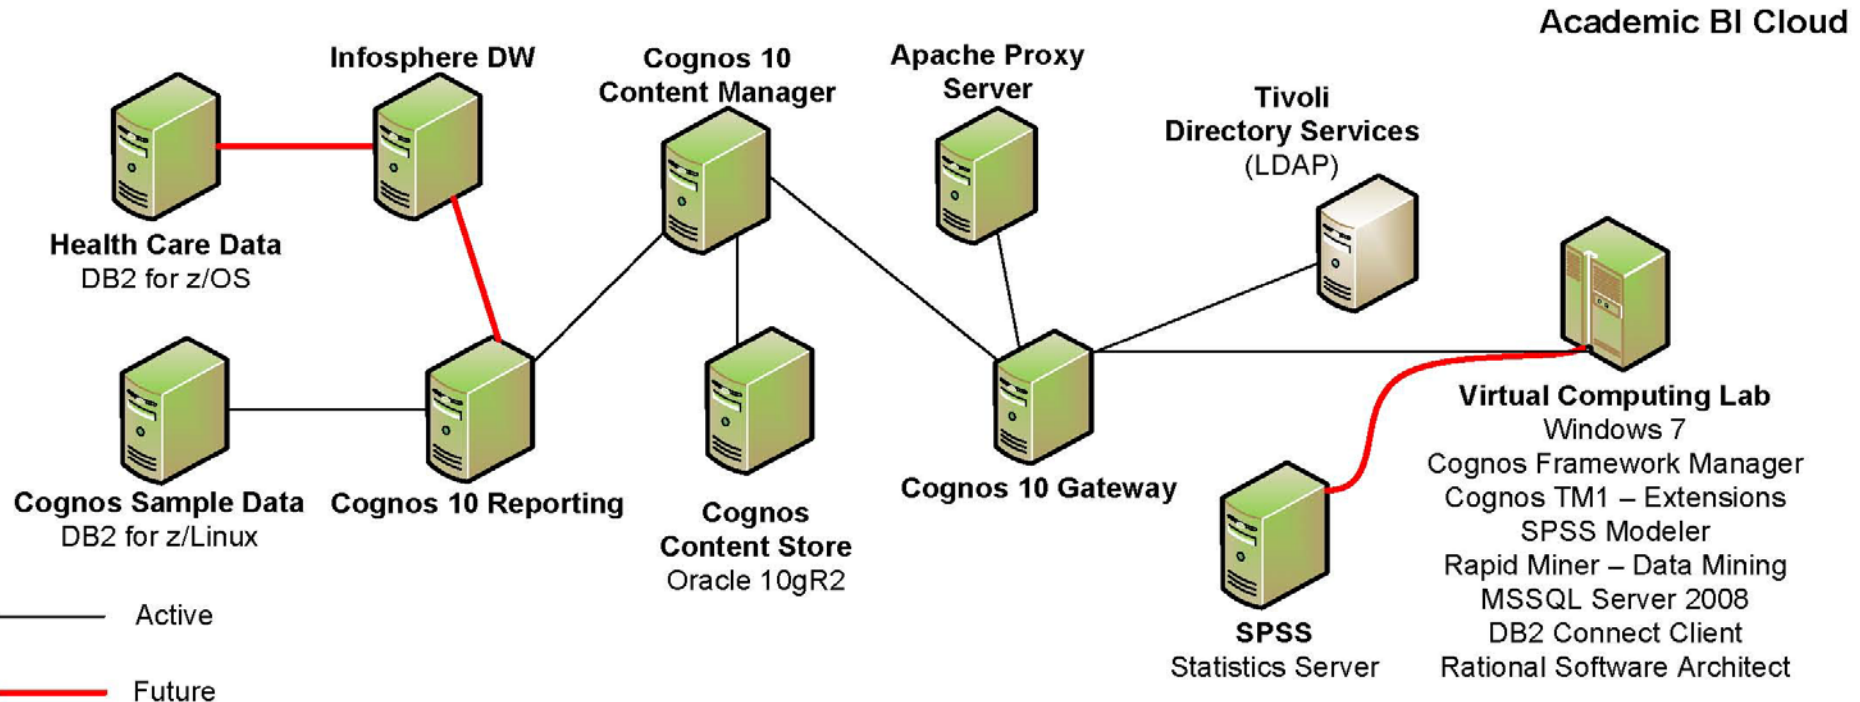 Academic BI Cloud
Infosphere DW
Cognos 10
Content Manager
Apache Proxy
Server
Tivoli
Directory Services
(LDAP)
Health Care Data
DB2 for z/OS
Cognos Sample Data
DB2 for z/Linux
Cognos 10 Reporting
Cognos
Content Store
Oracle 10gR2
Cognos 10 Gateway
SPSS
Statistics Server
Virtual Computing Lab
Windows 7
Cognos Framework Manager
Cognos TM1 – Extensions
SPSS Modeler
Rapid Miner – Data Mining
MSSQL Server 2008
DB2 Connect Client
Rational Software Architect
Active
Future